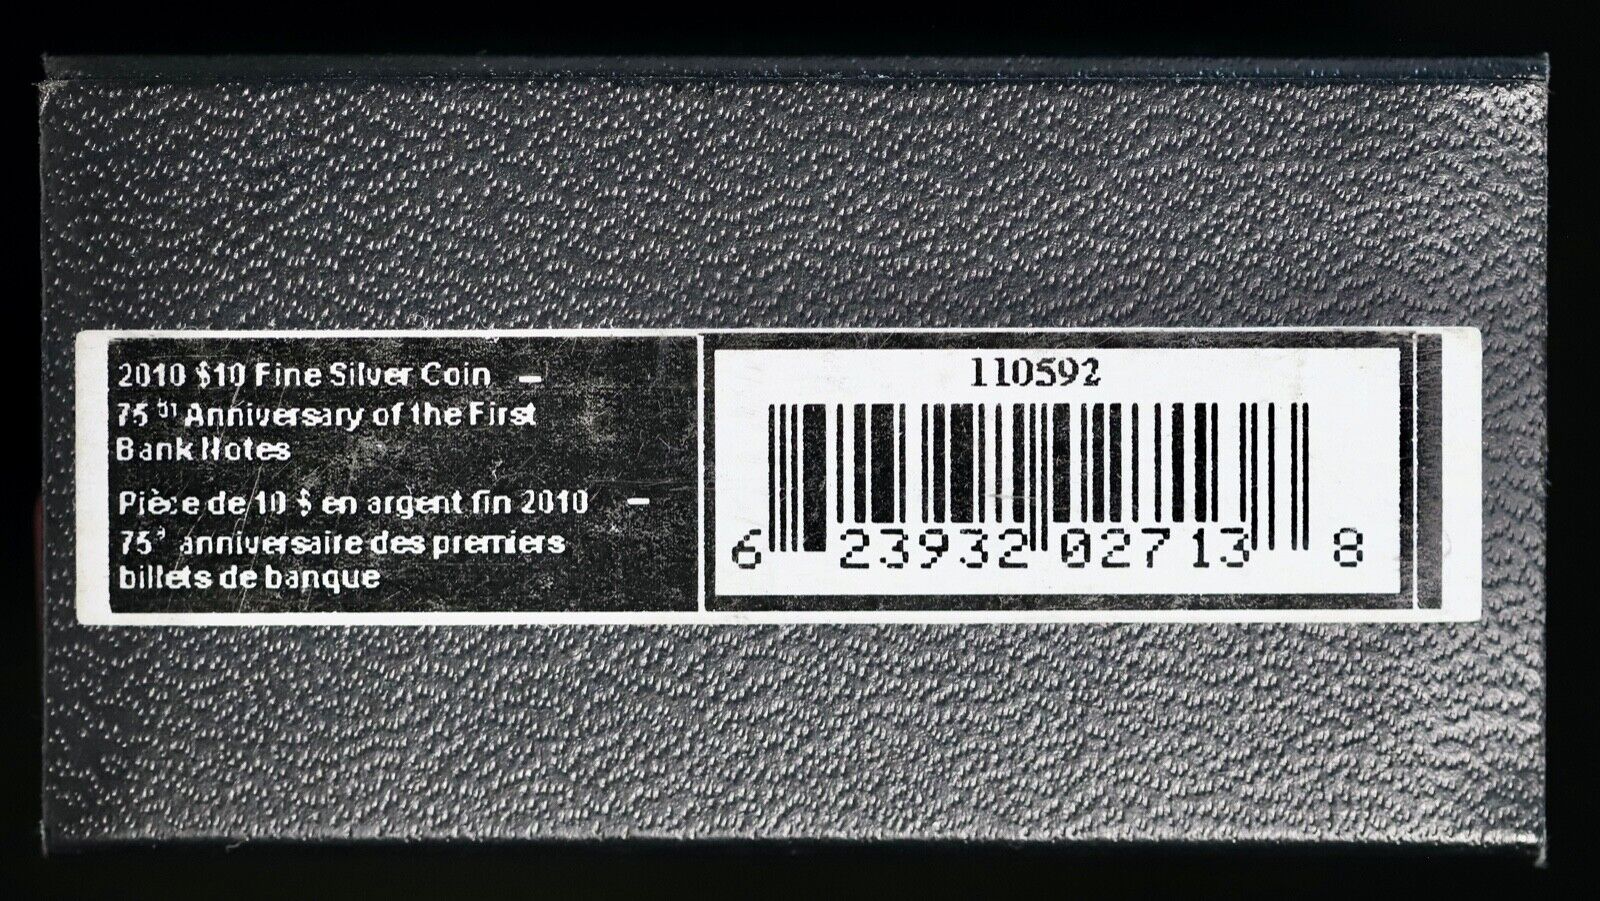 2010 $10 Fine Silver Coin –
75th Anniversary of the First
Bank Notes
Pièce de 10 $ en argent fin 2010 –
75e anniversaire des premiers
billets de banque
110592
6 23932 02713 8